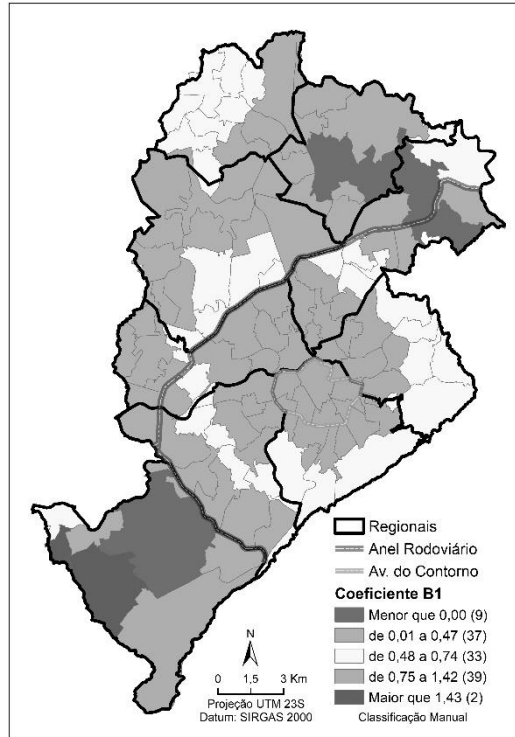 Regionais
Anel Rodoviário
Av. do Contorno
Coeficiente B1
Menor que 0,00 (9)
de 0,01 a 0,47 (37)
de 0,48 a 0,74 (33)
de 0,75 a 1,42 (39)
Maior que 1,43 (2)
Classificação Manual
N
0 1,5 3 Km
Projeção UTM 23S
Datum: SIRGAS 2000